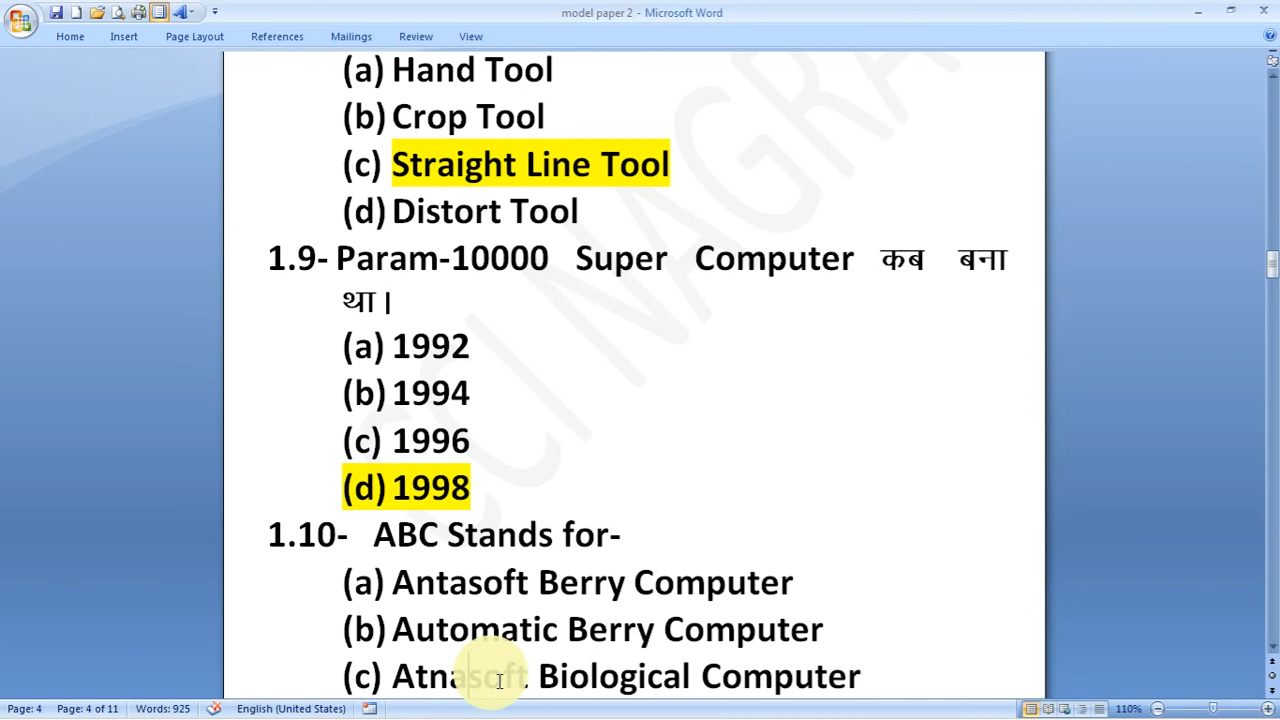 model paper 2 - Microsoft Word
Home Insert Page Layout References Mailings Review View
(a) Hand Tool
(b) Crop Tool
(c) Straight Line Tool
(d) Distort Tool
1.9- Param-10000 Super Computer कब बना
था।
(a) 1992
(b) 1994
(c) 1996
(d) 1998
1.10- ABC Stands for-
(a) Antasoft Berry Computer
(b) Automatic Berry Computer
(c) Atnasoft Biological Computer
CCI NAGRA
Page: 4 Page: 4 of 11 Words: 925 English (United States) 110%